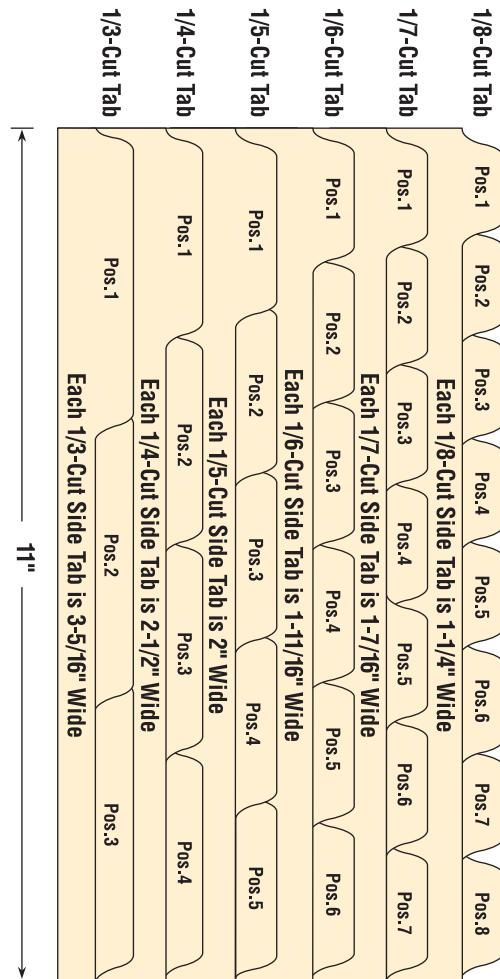 1/8-Cut Tab
Pos.1
Pos.2
Pos.3
Pos.4
Pos.5
Pos.6
Pos.7
Pos.8
Each 1/8-Cut Side Tab is 1-1/4" Wide
1/7-Cut Tab
Pos.1
Pos.2
Pos.3
Pos.4
Pos.5
Pos.6
Pos.7
Each 1/7-Cut Side Tab is 1-7/16" Wide
1/6-Cut Tab
Pos.1
Pos.2
Pos.3
Pos.4
Pos.5
Pos.6
Each 1/6-Cut Side Tab is 1-11/16" Wide
1/5-Cut Tab
Pos.1
Pos.2
Pos.3
Pos.4
Pos.5
Each 1/5-Cut Side Tab is 2" Wide
1/4-Cut Tab
Pos.1
Pos.2
Pos.3
Pos.4
Each 1/4-Cut Side Tab is 2-1/2" Wide
1/3-Cut Tab
Pos.1
Pos.2
Pos.3
Each 1/3-Cut Side Tab is 3-5/16" Wide
11"